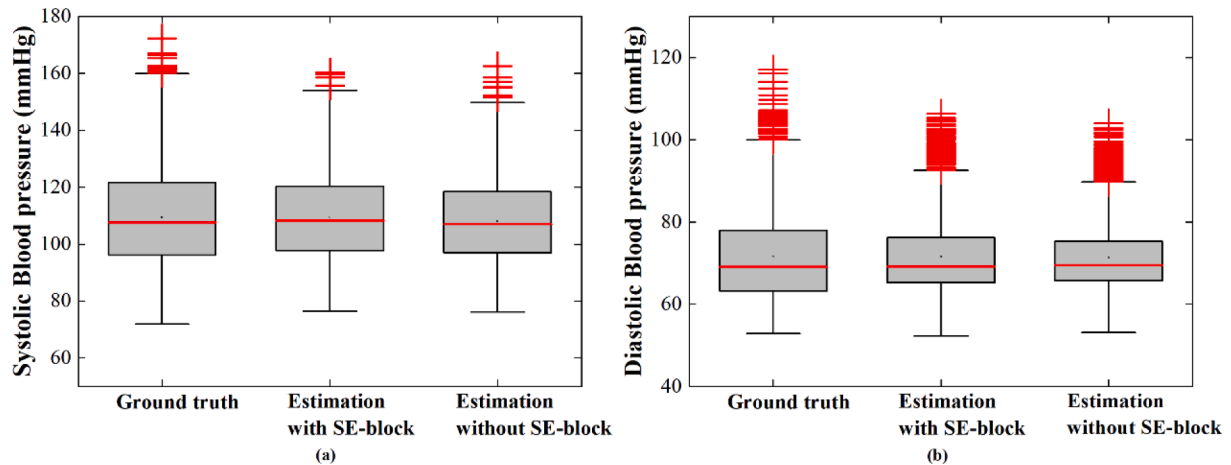 Systolic Blood pressure (mmHg)
180
160
140
120
100
80
60
Ground truth
Estimation
with SE-block
Estimation
without SE-block
(a)
Diastolic Blood pressure (mmHg)
120
100
80
60
40
Ground truth
Estimation
with SE-block
Estimation
without SE-block
(b)